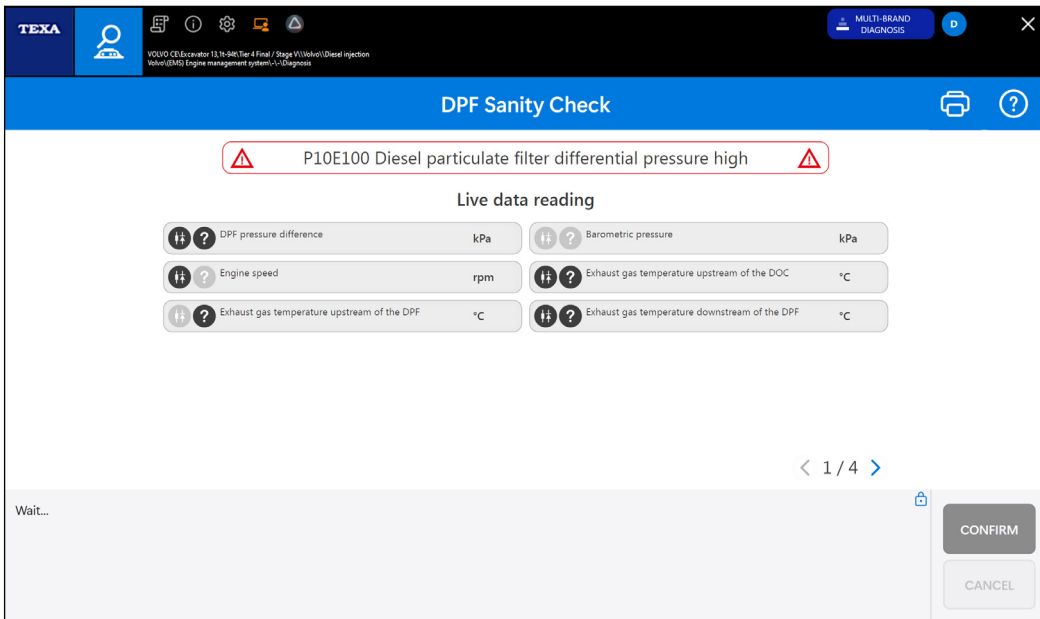 TEXA
MULTI-BRAND
DIAGNOSIS
D
VOLVO CE\Excavator 13,1t-94t\Tier 4 Final / Stage V\\Volvo\\Diesel injection
Volvo\(EMS) Engine management system\-\-\Diagnosis
DPF Sanity Check
?
P10E100 Diesel particulate filter differential pressure high
Live data reading
? DPF pressure difference kPa
? Barometric pressure kPa
? Engine speed rpm
? Exhaust gas temperature upstream of the DOC °C
? Exhaust gas temperature upstream of the DPF °C
? Exhaust gas temperature downstream of the DPF °C
< 1 / 4 >
Wait...
CONFIRM
CANCEL